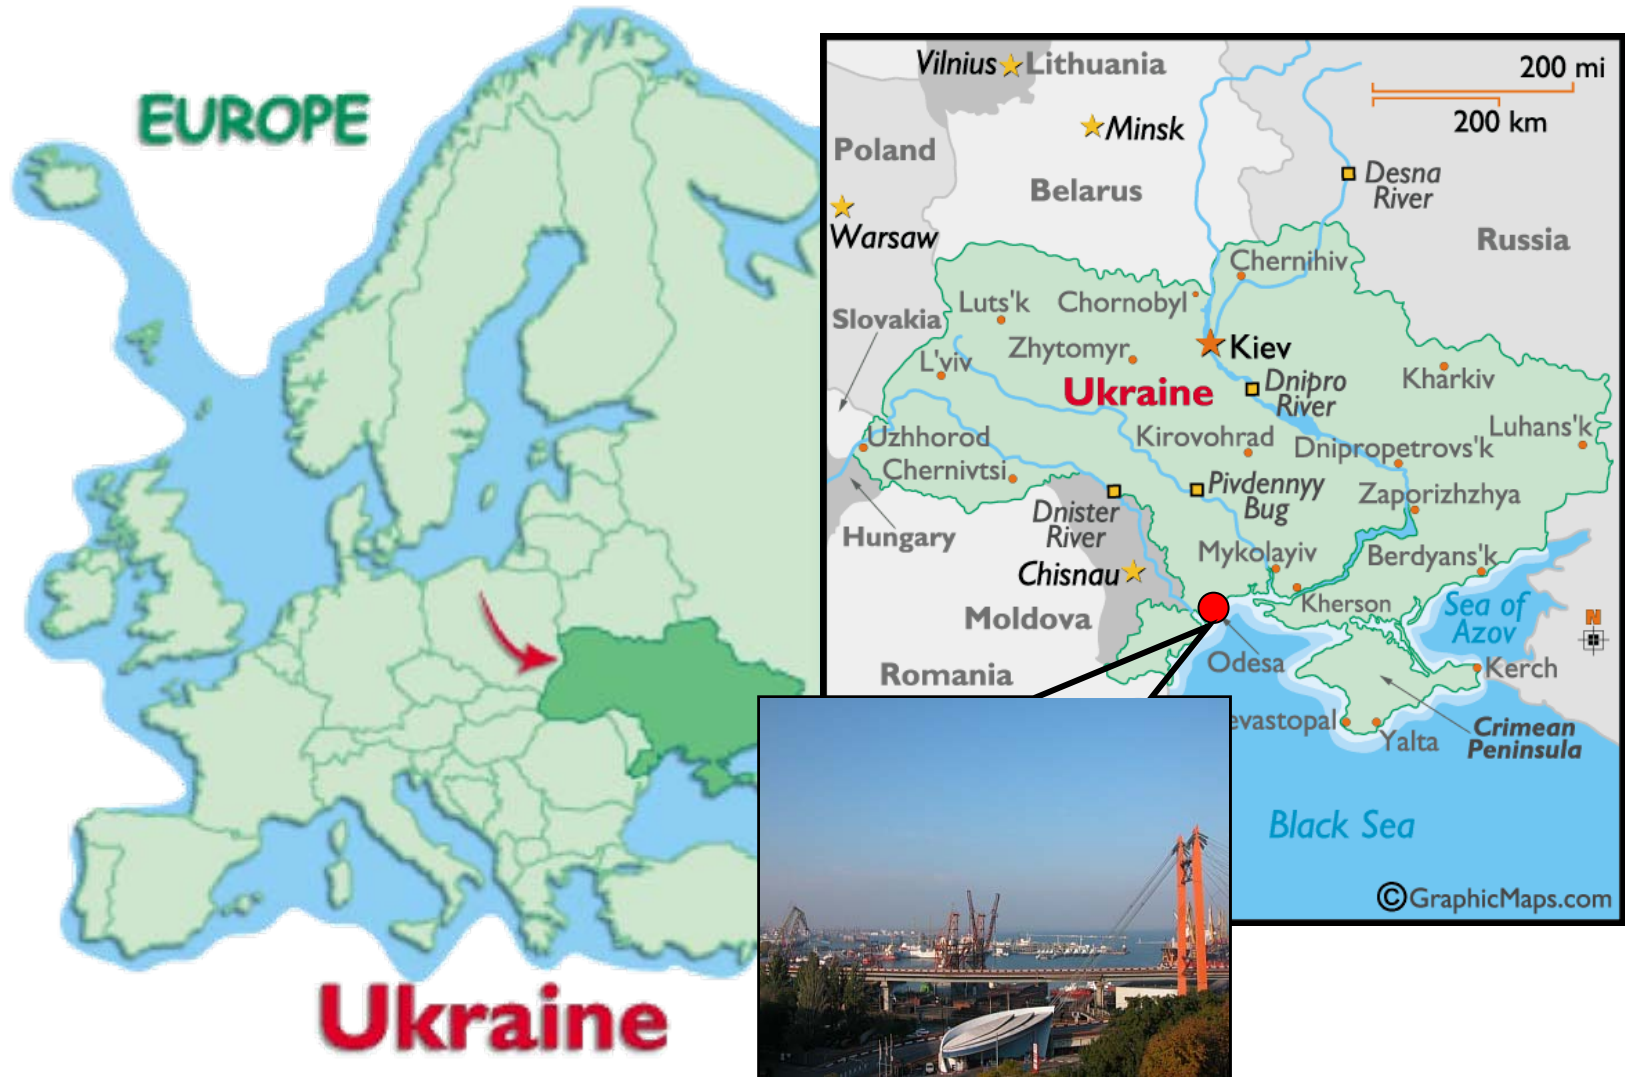 EUROPE
Ukraine
Vilnius
Lithuania
200 mi
200 km
Minsk
Poland
Desna
River
Belarus
Warsaw
Russia
Chernihiv
Luts'k
Chornobyl
Slovakia
Zhytomyr
Kiev
L'viv
Ukraine
Dnipro
River
Kharkiv
Uzhhorod
Kirovohrad
Dnipropetrovs'k
Luhans'k
Chernivtsi
Pivdennyy
Bug
Zaporizhzhya
Dnister
River
Hungary
Mykolayiv
Berdyans'k
Chisnau
Kherson
Sea of
Azov
N
Moldova
Odesa
Kerch
Romania
evastopal
Yalta
Crimean
Peninsula
Black Sea
©GraphicMaps.com